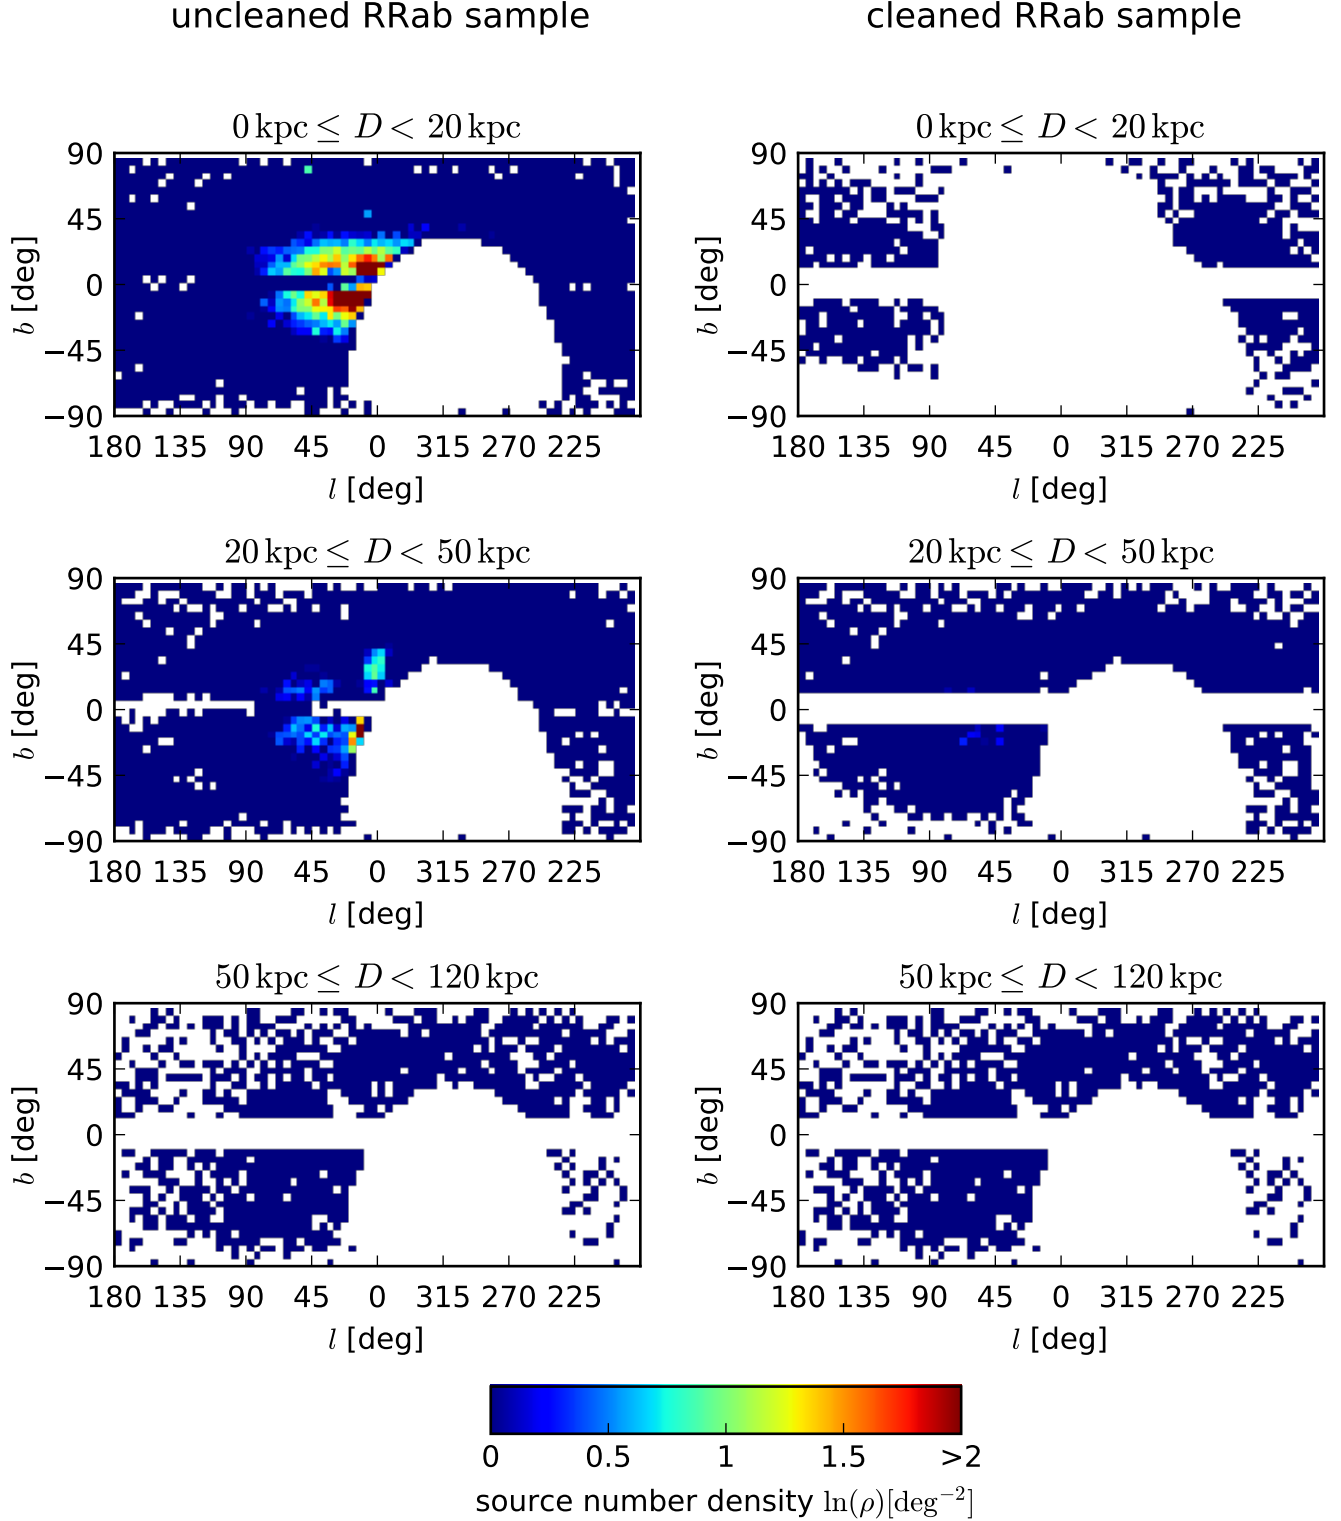 uncleaned RRab sample
cleaned RRab sample
0 kpc ≤ D < 20 kpc
90
45
0
−45
−90
b [deg]
180 135 90 45 0 315 270 225
l [deg]
0 kpc ≤ D < 20 kpc
90
45
0
−45
−90
b [deg]
180 135 90 45 0 315 270 225
l [deg]
20 kpc ≤ D < 50 kpc
90
45
0
−45
−90
b [deg]
180 135 90 45 0 315 270 225
l [deg]
20 kpc ≤ D < 50 kpc
90
45
0
−45
−90
b [deg]
180 135 90 45 0 315 270 225
l [deg]
50 kpc ≤ D < 120 kpc
90
45
0
−45
−90
b [deg]
180 135 90 45 0 315 270 225
l [deg]
50 kpc ≤ D < 120 kpc
90
45
0
−45
−90
b [deg]
180 135 90 45 0 315 270 225
l [deg]
0 0.5 1 1.5 >2
source number density ln(ρ)[deg⁻²]